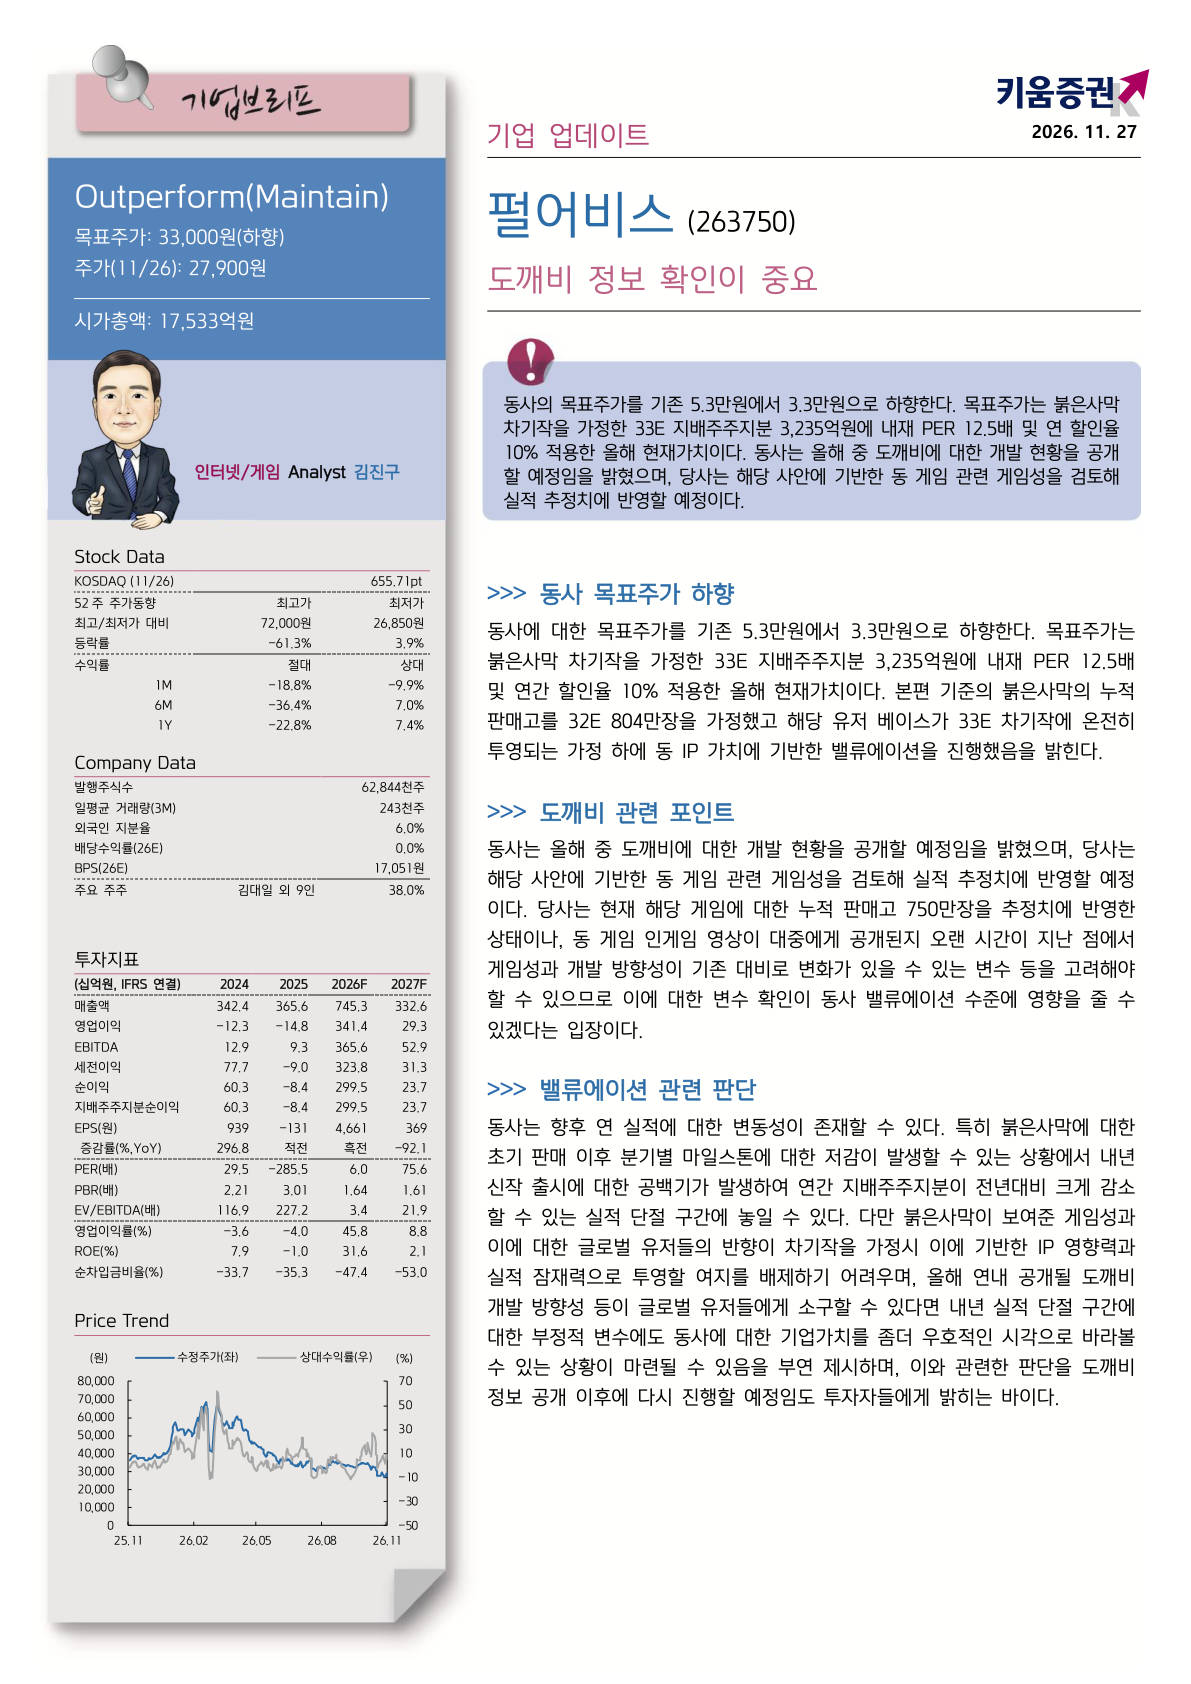 기업브리프
Outperform(Maintain)
목표주가: 33,000원(하향)
주가(11/26): 27,900원
시가총액: 17,533억원
인터넷/게임 Analyst 김진구
Stock Data
KOSDAQ (11/26) 655.71pt
52주 주가동향 최고가 최저가
최고/최저가 대비 72,000원 26,850원
등락률 -61.3% 3.9%
수익률 절대 상대
1M -18.8% -9.9%
6M -36.4% 7.0%
1Y -22.8% 7.4%
Company Data
발행주식수 62,844천주
일평균 거래량(3M) 243천주
외국인 지분율 6.0%
배당수익률(26E) 0.0%
BPS(26E) 17,051원
주요 주주 김대일 외 9인 38.0%
투자지표
(십억원, IFRS 연결) 2024 2025 2026F 2027F
매출액 342.4 365.6 745.3 332.6
영업이익 -12.3 -14.8 341.4 29.3
EBITDA 12.9 9.3 365.6 52.9
세전이익 77.7 -9.0 323.8 31.3
순이익 60.3 -8.4 299.5 23.7
지배주주지분순이익 60.3 -8.4 299.5 23.7
EPS(원) 939 -131 4,661 369
증감률(%,YoY) 296.8 적전 흑전 -92.1
PER(배) 29.5 -285.5 6.0 75.6
PBR(배) 2.21 3.01 1.64 1.61
EV/EBITDA(배) 116.9 227.2 3.4 21.9
영업이익률(%) -3.6 -4.0 45.8 8.8
ROE(%) 7.9 -1.0 31.6 2.1
순차입금비율(%) -33.7 -35.3 -47.4 -53.0
Price Trend
(원) 수정주가(좌) 상대수익률(우) (%)
80,000 70
70,000
60,000 50
50,000 30
40,000 10
30,000 -10
20,000
10,000 -30
0 -50
25.11 26.02 26.05 26.08 26.11
키움증권
2026. 11. 27
기업 업데이트
펄어비스 (263750)
도깨비 정보 확인이 중요
동사의 목표주가를 기존 5.3만원에서 3.3만원으로 하향한다. 목표주가는 붉은사막
차기작을 가정한 33E 지배주주지분 3,235억원에 내재 PER 12.5배 및 연 할인율
10% 적용한 올해 현재가치이다. 동사는 올해 중 도깨비에 대한 개발 현황을 공개
할 예정임을 밝혔으며, 당사는 해당 사안에 기반한 동 게임 관련 게임성을 검토해
실적 추정치에 반영할 예정이다.
>>> 동사 목표주가 하향
동사에 대한 목표주가를 기존 5.3만원에서 3.3만원으로 하향한다. 목표주가는
붉은사막 차기작을 가정한 33E 지배주주지분 3,235억원에 내재 PER 12.5배
및 연간 할인율 10% 적용한 올해 현재가치이다. 본편 기준의 붉은사막의 누적
판매고를 32E 804만장을 가정했고 해당 유저 베이스가 33E 차기작에 온전히
투영되는 가정 하에 동 IP 가치에 기반한 밸류에이션을 진행했음을 밝힌다.
>>> 도깨비 관련 포인트
동사는 올해 중 도깨비에 대한 개발 현황을 공개할 예정임을 밝혔으며, 당사는
해당 사안에 기반한 동 게임 관련 게임성을 검토해 실적 추정치에 반영할 예정
이다. 당사는 현재 해당 게임에 대한 누적 판매고 750만장을 추정치에 반영한
상태이나, 동 게임 인게임 영상이 대중에게 공개된지 오랜 시간이 지난 점에서
게임성과 개발 방향성이 기존 대비로 변화가 있을 수 있는 변수 등을 고려해야
할 수 있으므로 이에 대한 변수 확인이 동사 밸류에이션 수준에 영향을 줄 수
있겠다는 입장이다.
>>> 밸류에이션 관련 판단
동사는 향후 연 실적에 대한 변동성이 존재할 수 있다. 특히 붉은사막에 대한
초기 판매 이후 분기별 마일스톤에 대한 저감이 발생할 수 있는 상황에서 내년
신작 출시에 대한 공백기가 발생하여 연간 지배주주지분이 전년대비 크게 감소
할 수 있는 실적 단절 구간에 놓일 수 있다. 다만 붉은사막이 보여준 게임성과
이에 대한 글로벌 유저들의 반향이 차기작을 가정시 이에 기반한 IP 영향력과
실적 잠재력으로 투영할 여지를 배제하기 어려우며, 올해 연내 공개될 도깨비
개발 방향성 등이 글로벌 유저들에게 소구할 수 있다면 내년 실적 단절 구간에
대한 부정적 변수에도 동사에 대한 기업가치를 좀더 우호적인 시각으로 바라볼
수 있는 상황이 마련될 수 있음을 부연 제시하며, 이와 관련한 판단을 도깨비
정보 공개 이후에 다시 진행할 예정임도 투자자들에게 밝히는 바이다.